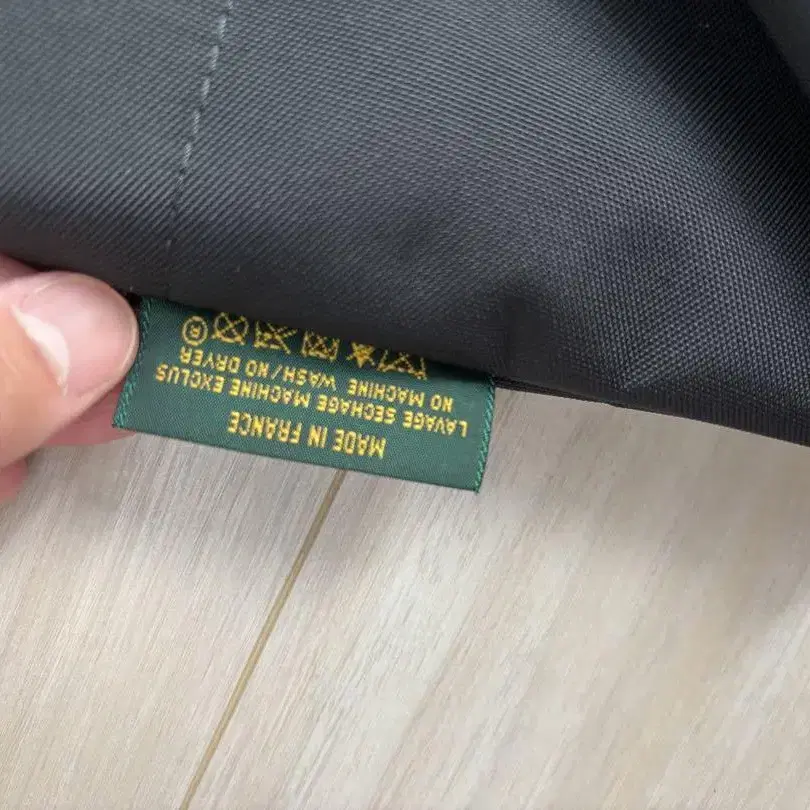 MADE IN FRANCE
LAVAGE SECHAGE MACHINE EXCLUS
NO MACHINE WASH/NO DRYER